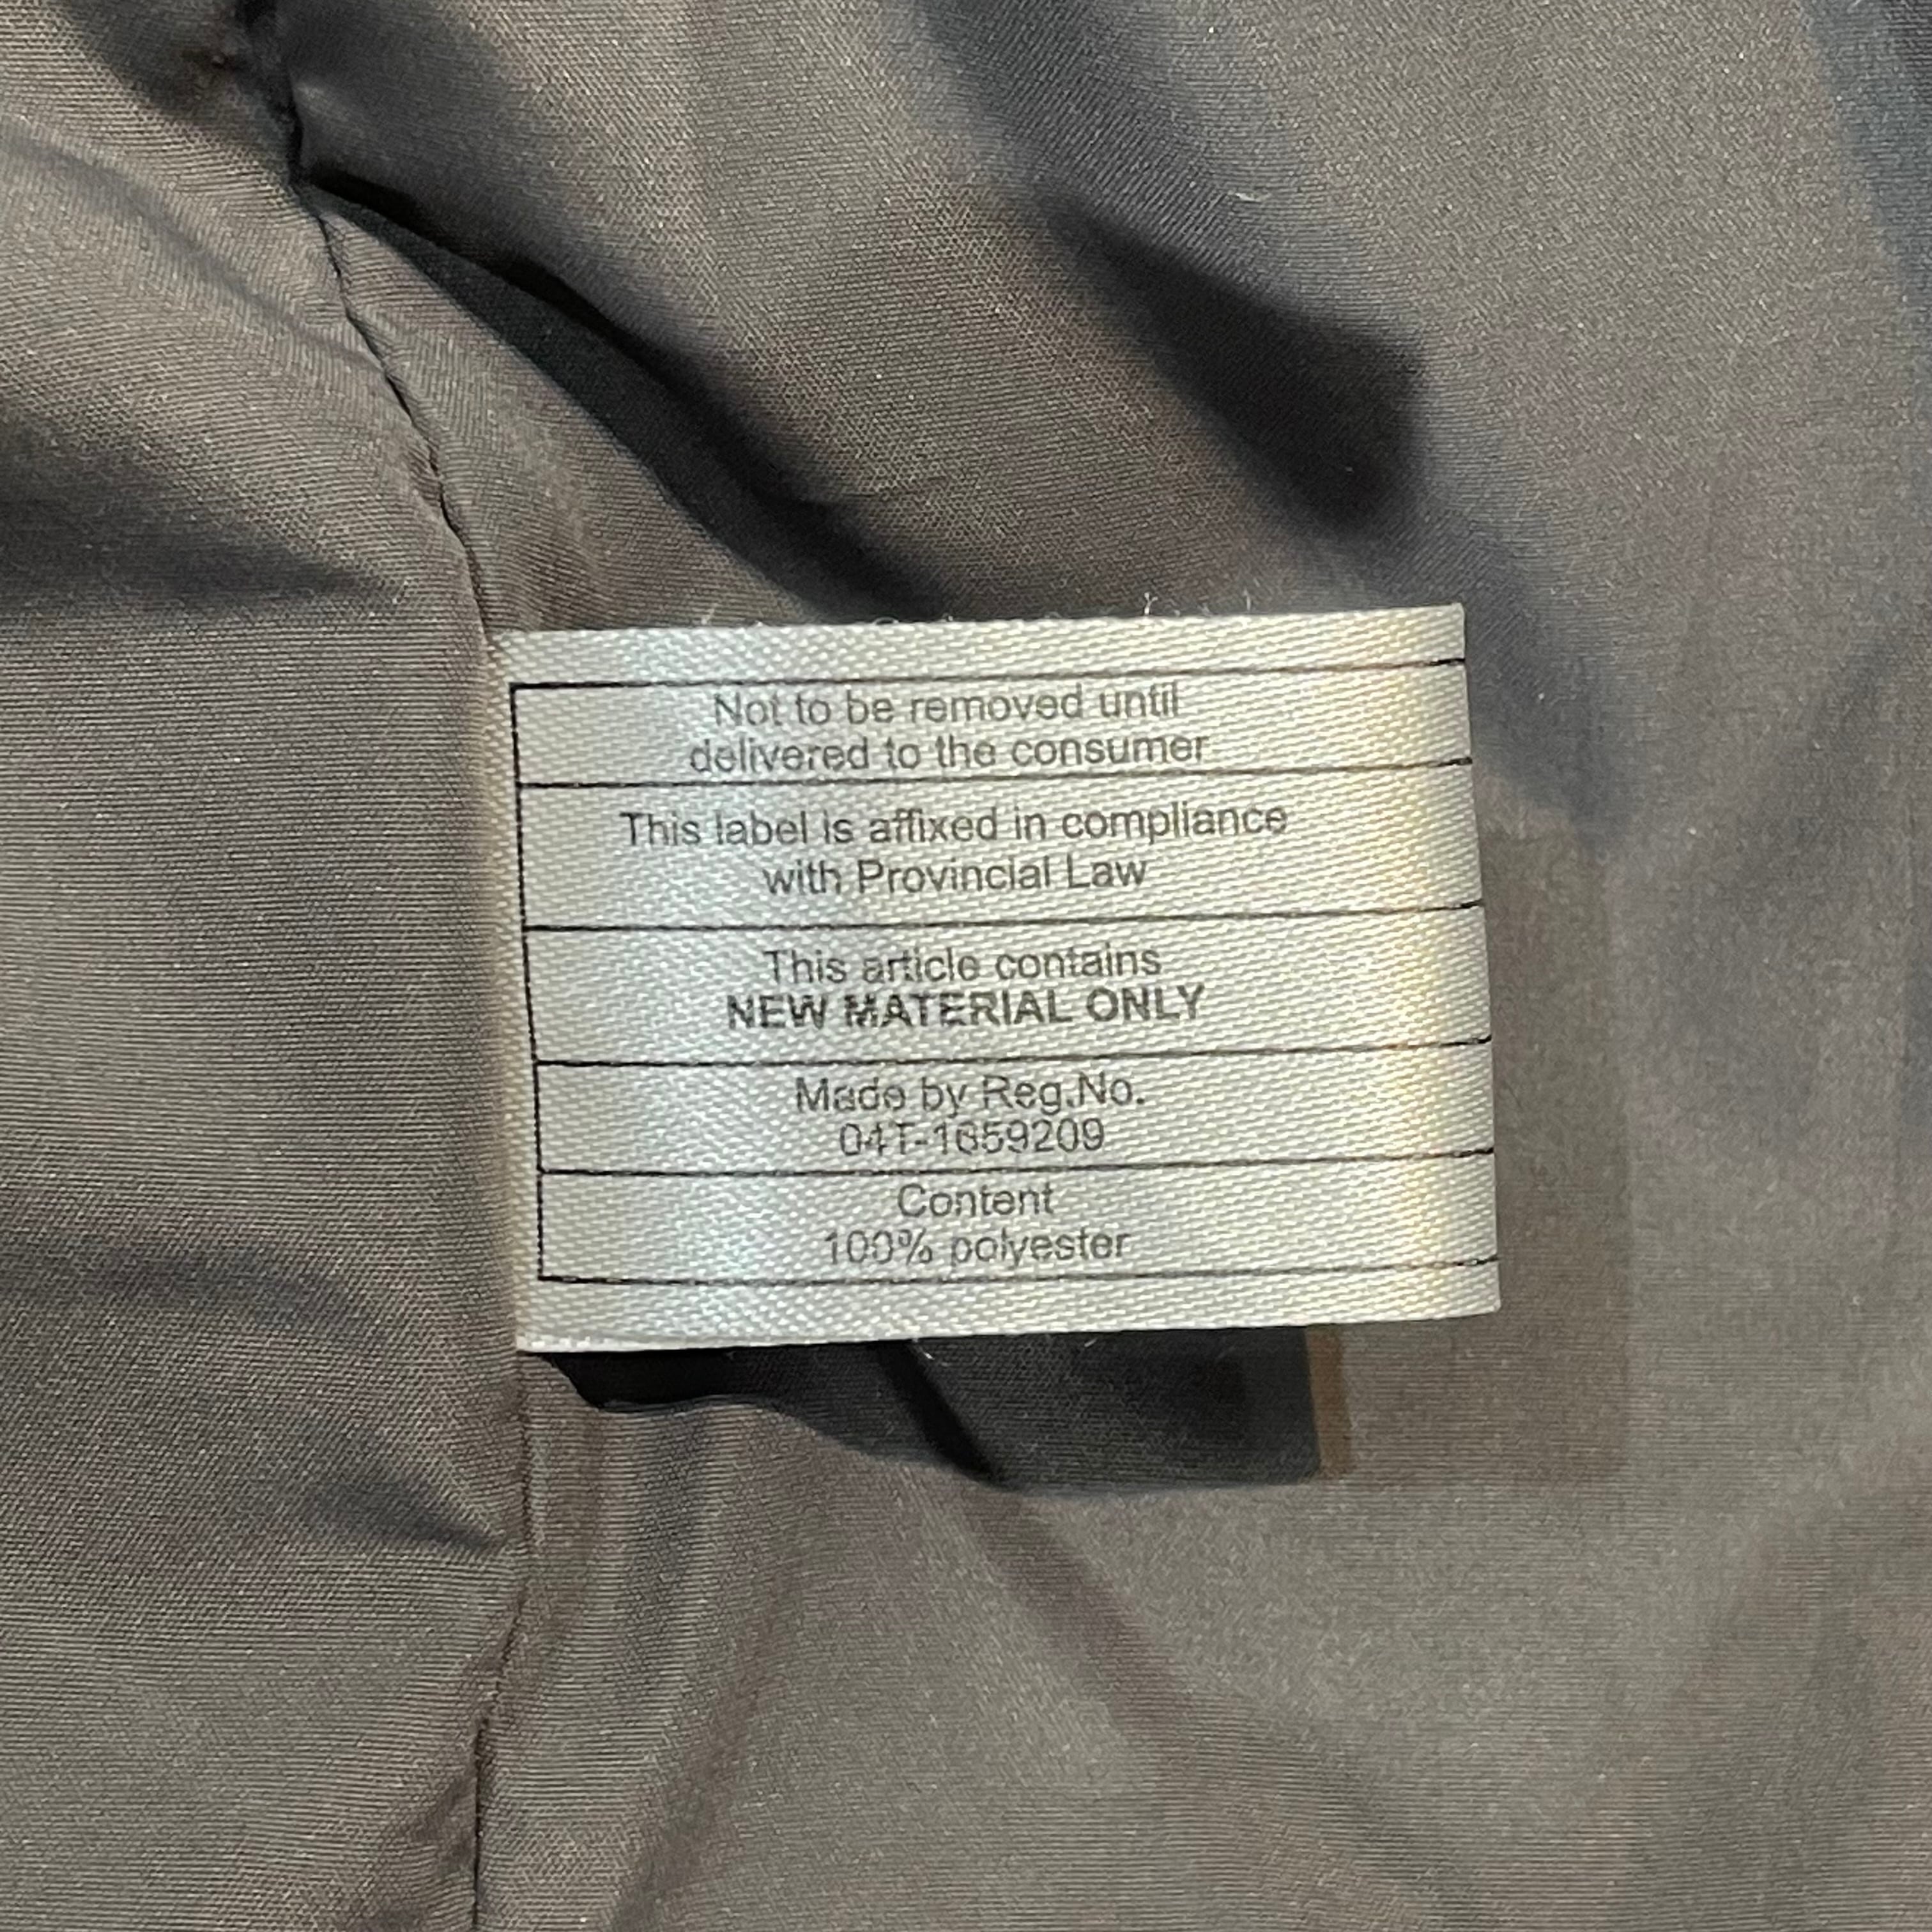 Not to be removed until
delivered to the consumer
This label is affixed in compliance
with Provincial Law
This article contains
NEW MATERIAL ONLY
Made by Reg.No.
04T-1659209
Content
100% polyester